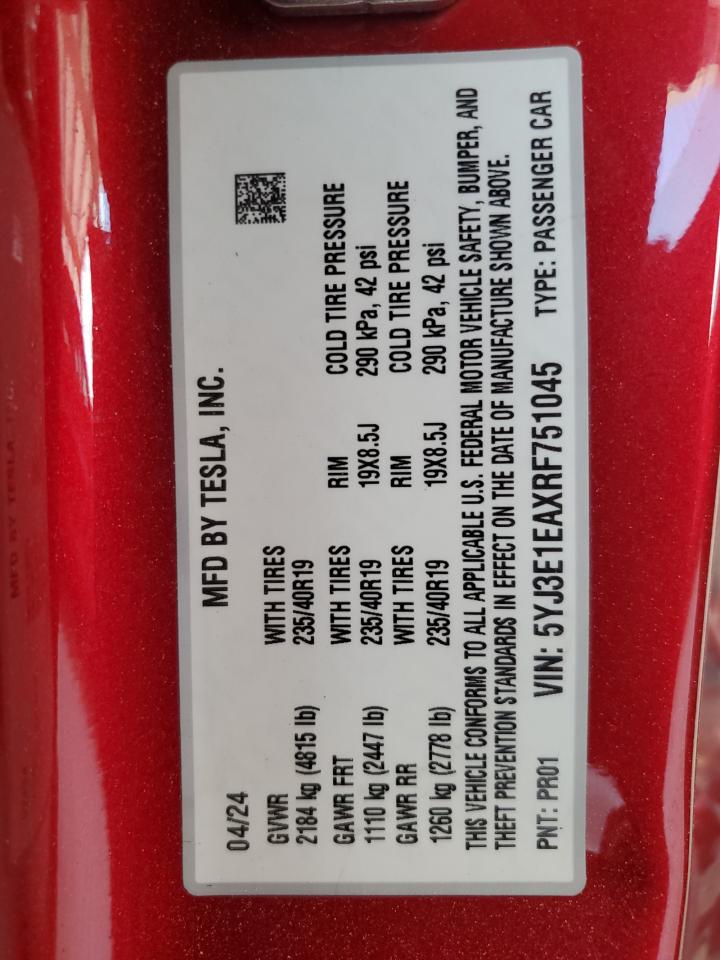 04/24 MFD BY TESLA, INC.
GVWR WITH TIRES
2184 kg (4815 lb) 235/40R19
GAWR FRT WITH TIRES RIM COLD TIRE PRESSURE
1110 kg (2447 lb) 235/40R19 19X8.5J 290 kPa, 42 psi
GAWR RR WITH TIRES RIM COLD TIRE PRESSURE
1260 kg (2778 lb) 235/40R19 19X8.5J 290 kPa, 42 psi
THIS VEHICLE CONFORMS TO ALL APPLICABLE U.S. FEDERAL MOTOR VEHICLE SAFETY, BUMPER, AND
THEFT PREVENTION STANDARDS IN EFFECT ON THE DATE OF MANUFACTURE SHOWN ABOVE.
PNT: PR01 VIN: 5YJ3E1EAXRF751045 TYPE: PASSENGER CAR